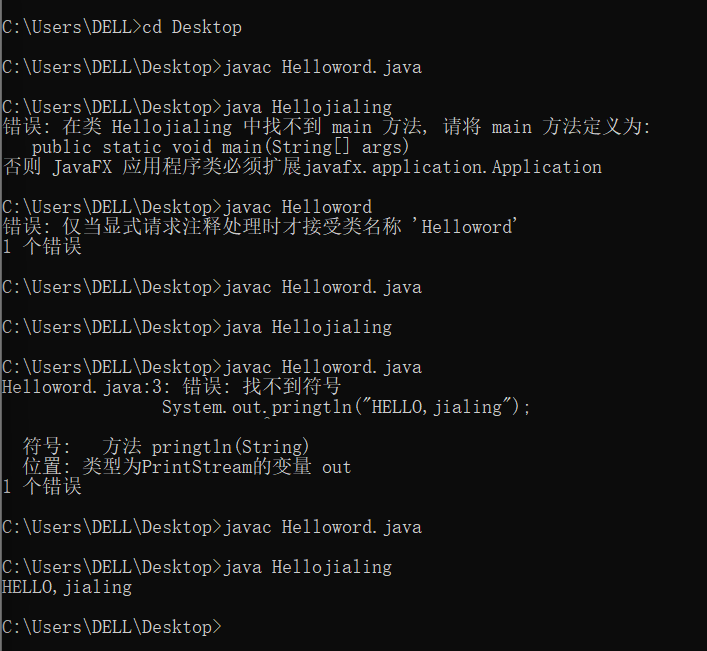 C:\Users\DELL>cd Desktop
C:\Users\DELL\Desktop>javac Helloword.java
C:\Users\DELL\Desktop>java Hellojialing
错误: 在类 Hellojialing 中找不到 main 方法, 请将 main 方法定义为:
public static void main(String[] args)
否则 JavaFX 应用程序类必须扩展javafx.application.Application
C:\Users\DELL\Desktop>javac Helloword
错误: 仅当显式请求注释处理时才接受类名称 'Helloword'
1 个错误
C:\Users\DELL\Desktop>javac Helloword.java
C:\Users\DELL\Desktop>java Hellojialing
C:\Users\DELL\Desktop>javac Helloword.java
Helloword.java:3: 错误: 找不到符号
System.out.pringtln("HELLO,jialing");
^
符号:   方法 pringtln(String)
位置: 类型为PrintStream的变量 out
1 个错误
C:\Users\DELL\Desktop>javac Helloword.java
C:\Users\DELL\Desktop>java Hellojialing
HELLO,jialing
C:\Users\DELL\Desktop>